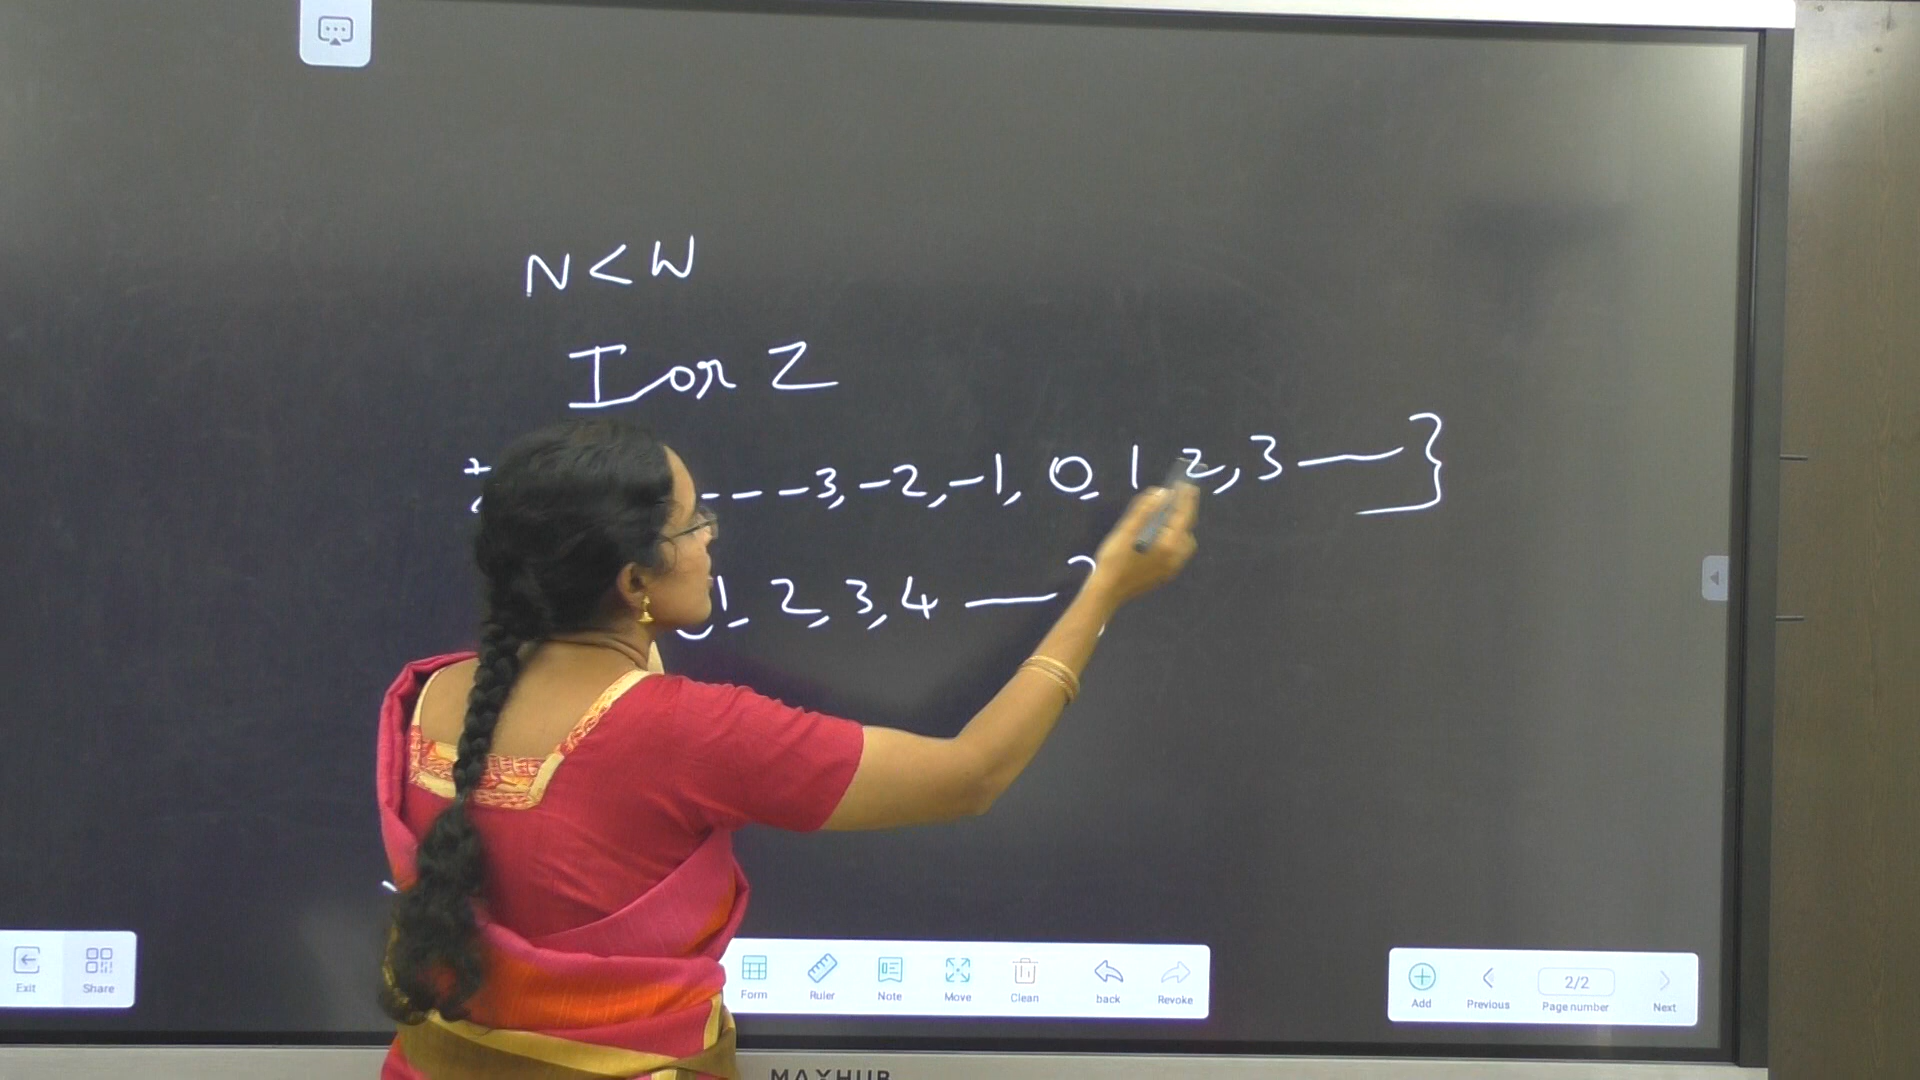 N < W
I or Z
- - - -3, -2, -1, 0, 1, 2, 3 —— }
1, 2, 3, 4 ——
Exit
Share
Form
Ruler
Note
Move
Clean
back
Revoke
Add
Previous
2/2
Page number
Next
MAXHUB